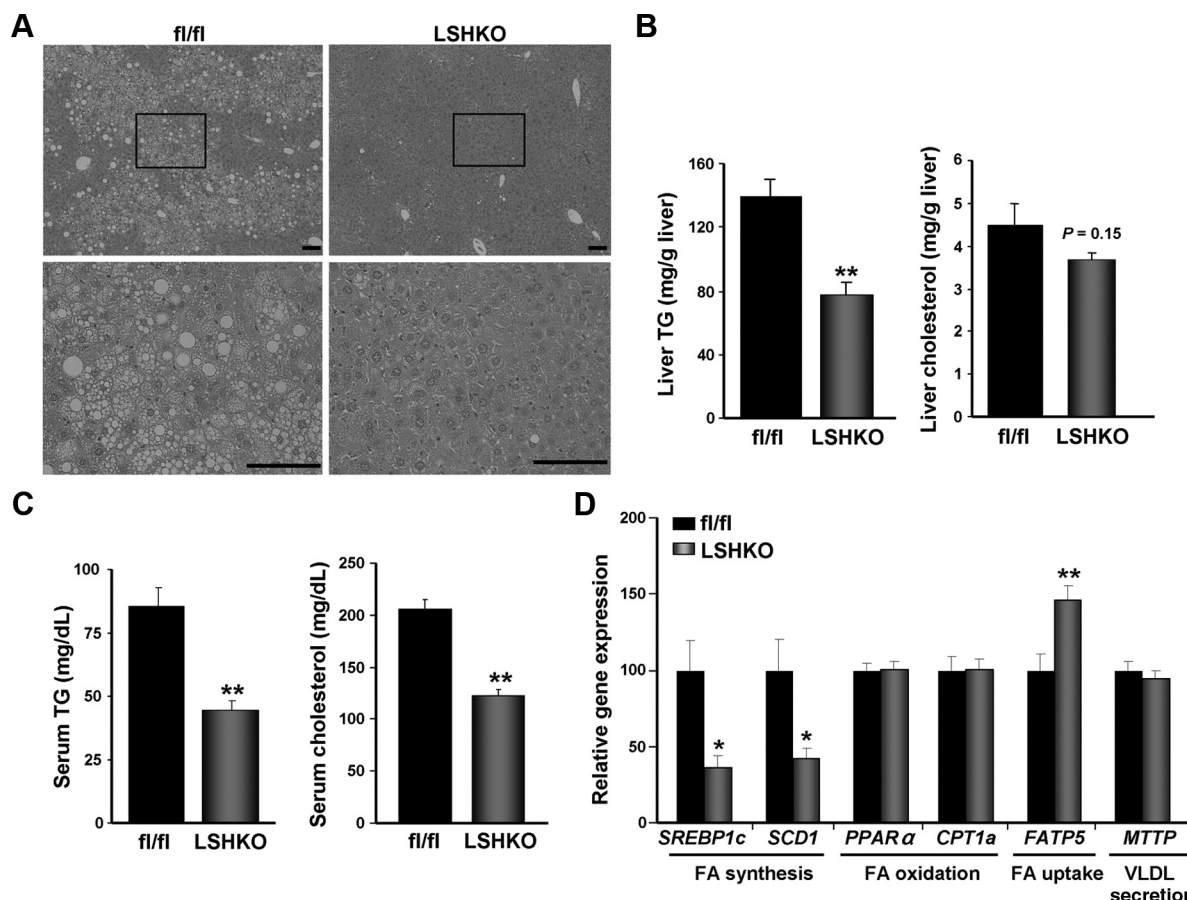 A
fl/fl
LSHKO
B
Liver TG (mg/g liver)
160
120
80
40
0
**
fl/fl
LSHKO
Liver cholesterol (mg/g liver)
6
5
4
3
2
1
0
P = 0.15
fl/fl
LSHKO
C
Serum TG (mg/dL)
100
75
50
25
0
**
fl/fl
LSHKO
Serum cholesterol (mg/dL)
250
200
150
100
50
0
**
fl/fl
LSHKO
D
Relative gene expression
200
150
100
50
0
fl/fl
LSHKO
*
*
**
SREBP1c
SCD1
PPARα
CPT1a
FATP5
MTTP
FA synthesis
FA oxidation
FA uptake
VLDL
secretion